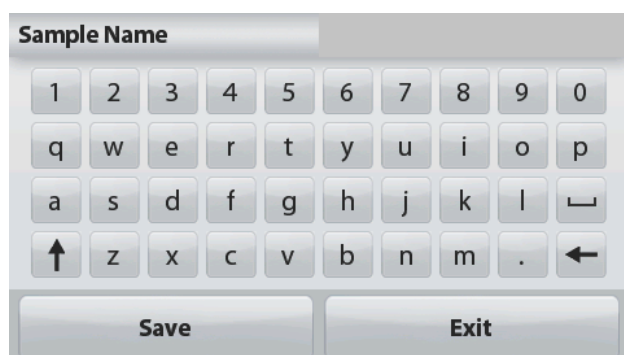 Sample Name
1 2 3 4 5 6 7 8 9 0
q w e r t y u i o p
a s d f g h j k l
z x c v b n m .
Save Exit